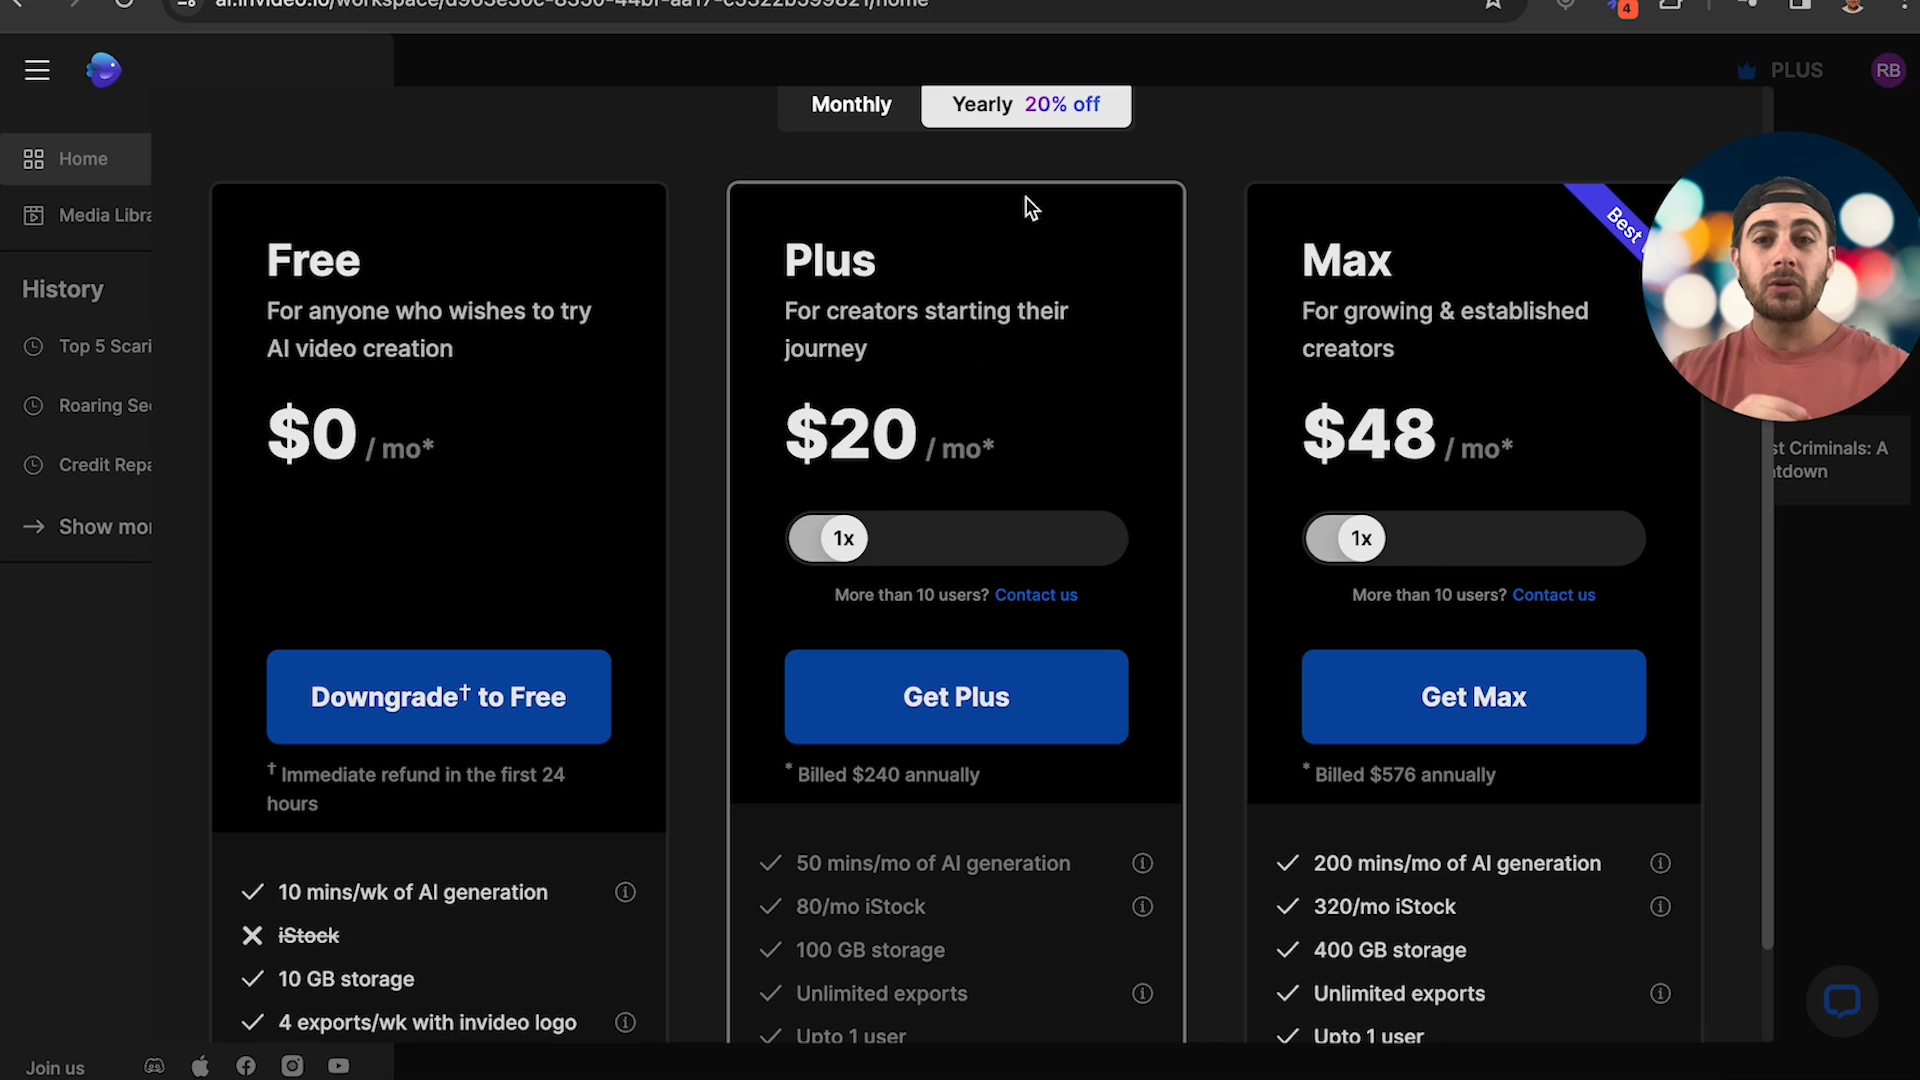 4
PLUS
RB
Monthly
Yearly 20% off
Home
Media Libra
History
Top 5 Scari
Roaring Se
Credit Repa
Show mor
Free
For anyone who wishes to try
AI video creation
$0 / mo*
Downgrade† to Free
† Immediate refund in the first 24
hours
10 mins/wk of AI generation
iStock
10 GB storage
4 exports/wk with invideo logo
Plus
For creators starting their
journey
$20 / mo*
1x
More than 10 users? Contact us
Get Plus
* Billed $240 annually
50 mins/mo of AI generation
80/mo iStock
100 GB storage
Unlimited exports
Upto 1 user
Best
Max
For growing & established
creators
$48 / mo*
1x
More than 10 users? Contact us
Get Max
* Billed $576 annually
200 mins/mo of AI generation
320/mo iStock
400 GB storage
Unlimited exports
Upto 1 user
st Criminals: A
ntdown
Join us